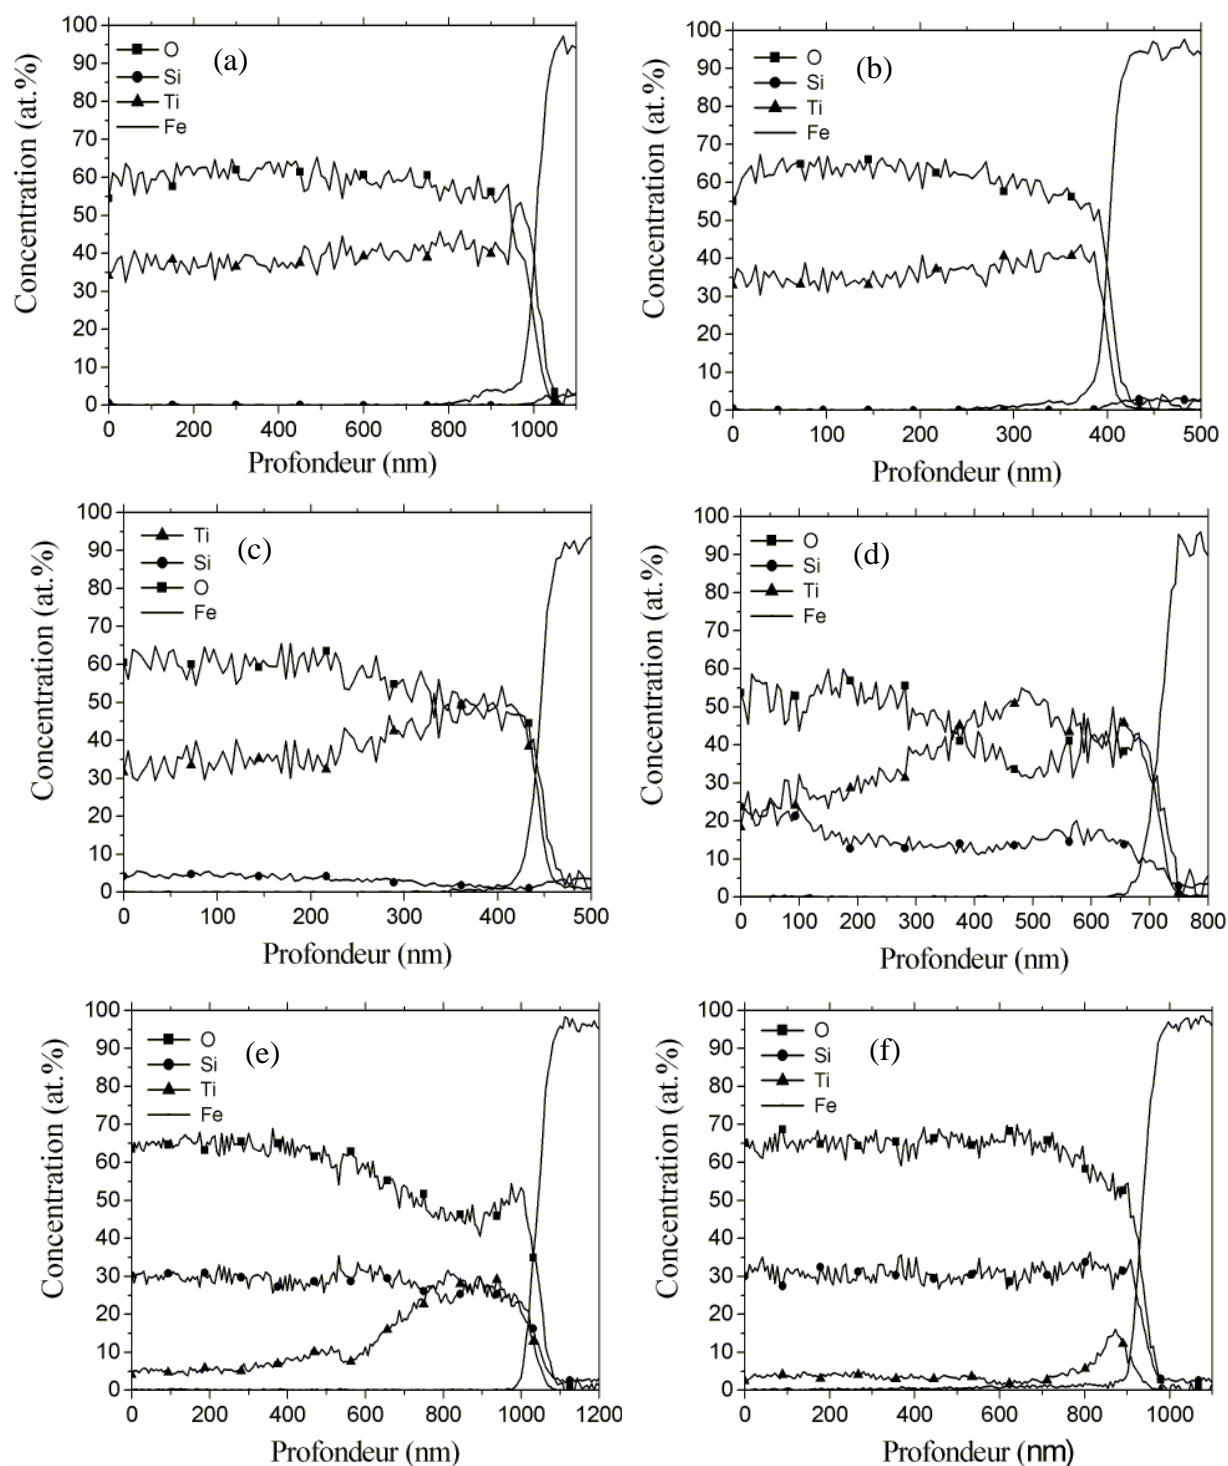 Concentration (at.%)
100
90
80
70
60
50
40
30
20
10
0
O
Si
Ti
Fe
(a)
0 200 400 600 800 1000
Profondeur (nm)
Concentration (at.%)
100
90
80
70
60
50
40
30
20
10
0
O
Si
Ti
Fe
(b)
0 100 200 300 400 500
Profondeur (nm)
Concentration (at.%)
100
90
80
70
60
50
40
30
20
10
0
Ti
Si
O
Fe
(c)
0 100 200 300 400 500
Profondeur (nm)
Concentration (at.%)
100
90
80
70
60
50
40
30
20
10
0
O
Si
Ti
Fe
(d)
0 100 200 300 400 500 600 700 800
Profondeur (nm)
Concentration (at.%)
100
90
80
70
60
50
40
30
20
10
0
O
Si
Ti
Fe
(e)
0 200 400 600 800 1000 1200
Profondeur (nm)
Concentration (at.%)
100
90
80
70
60
50
40
30
20
10
0
O
Si
Ti
Fe
(f)
0 200 400 600 800 1000
Profondeur (nm)